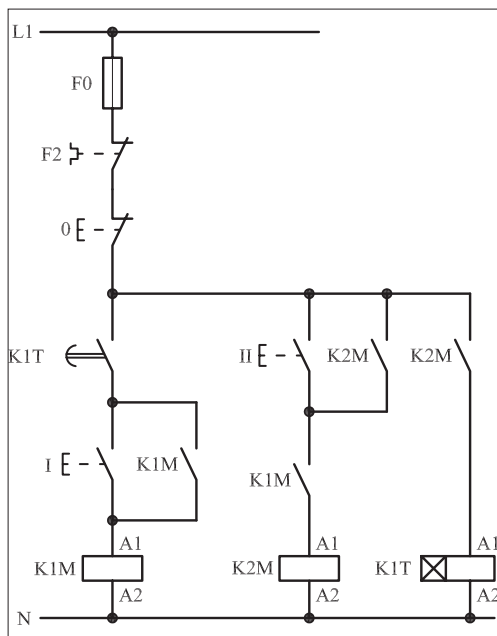 L1
F0
F2
0
K1T II K2M K2M
I K1M K1M
A1 A1 A1
K1M K2M K1T
A2 A2 A2
N